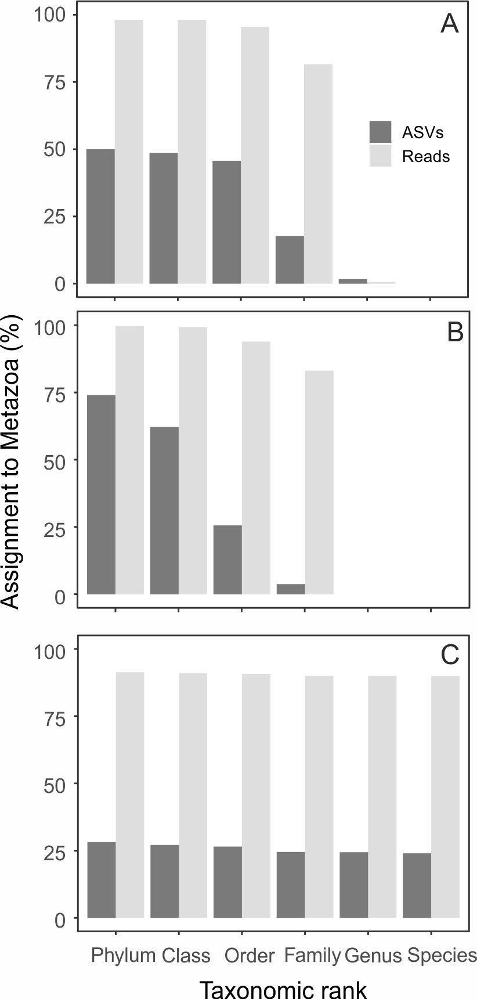 100
A
75
50
25
0
ASVs
Reads
Assignment to Metazoa (%)
100
B
75
50
25
0
100
C
75
50
25
0
Phylum Class Order Family Genus Species
Taxonomic rank